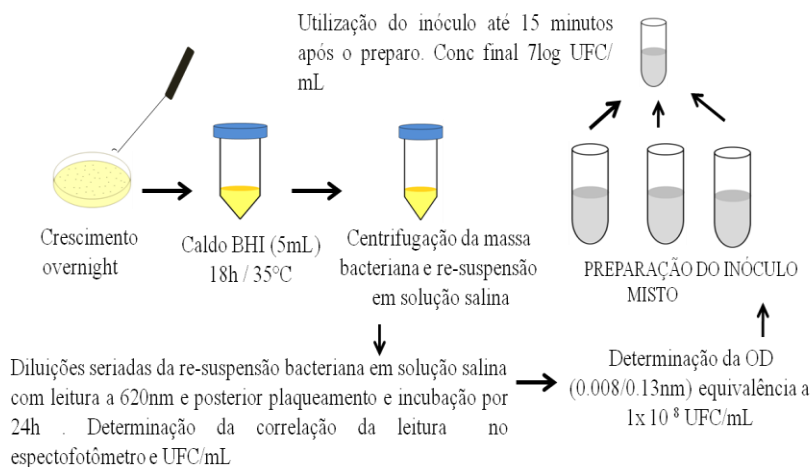 Utilização do inóculo até 15 minutos
após o preparo. Conc final 7log UFC/
mL
Crescimento
overnight
Caldo BHI (5mL)
18h / 35°C
Centrifugação da massa
bacteriana e re-suspensão
em solução salina
PREPARAÇÃO DO INÓCULO
MISTO
Diluições seriadas da re-suspensão bacteriana em solução salina
com leitura a 620nm e posterior plaqueamento e incubação por
24h . Determinação da correlação da leitura no
espectofotômetro e UFC/mL
Determinação da OD
(0.008/0.13nm) equivalência a
1x 10 ⁸ UFC/mL